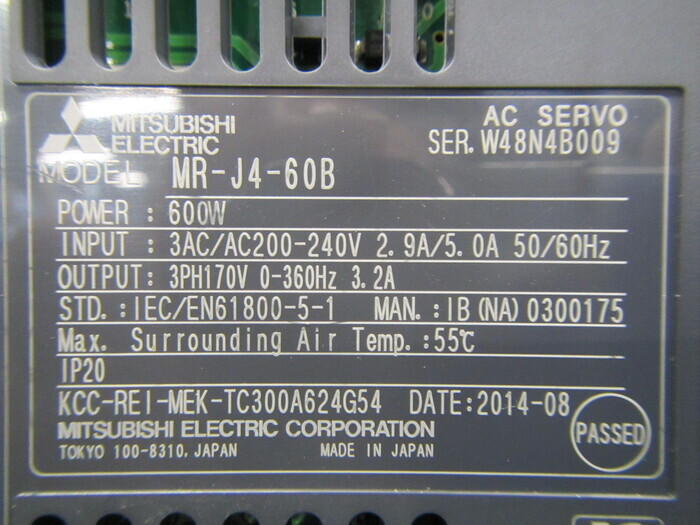 MITSUBISHI
ELECTRIC
AC SERVO
SER. W48N4B009
MODEL MR-J4-60B
POWER : 600W
INPUT : 3AC/AC200-240V 2.9A/5.0A 50/60Hz
OUTPUT: 3PH170V 0-360Hz 3.2A
STD. : IEC/EN61800-5-1 MAN. : IB (NA) 0300175
Max. Surrounding Air Temp. :55℃
IP20
KCC-REI-MEK-TC300A624G54 DATE:2014-08
MITSUBISHI ELECTRIC CORPORATION
TOKYO 100-8310, JAPAN MADE IN JAPAN
PASSED